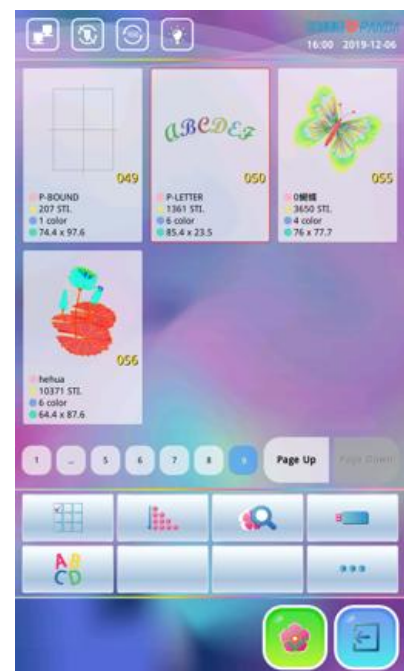 PANDA
16:00 2019-12-06
ABCDEF
049
P-BOUND
207 STI.
1 color
74.4 x 97.6
050
P-LETTER
1361 STI.
6 color
85.4 x 23.5
055
0蝴蝶
3650 STI.
4 color
76 x 77.7
056
hehua
10371 STI.
6 color
64.4 x 87.6
1
...
5
6
7
8
9
Page Up
Page Down
AB
CD